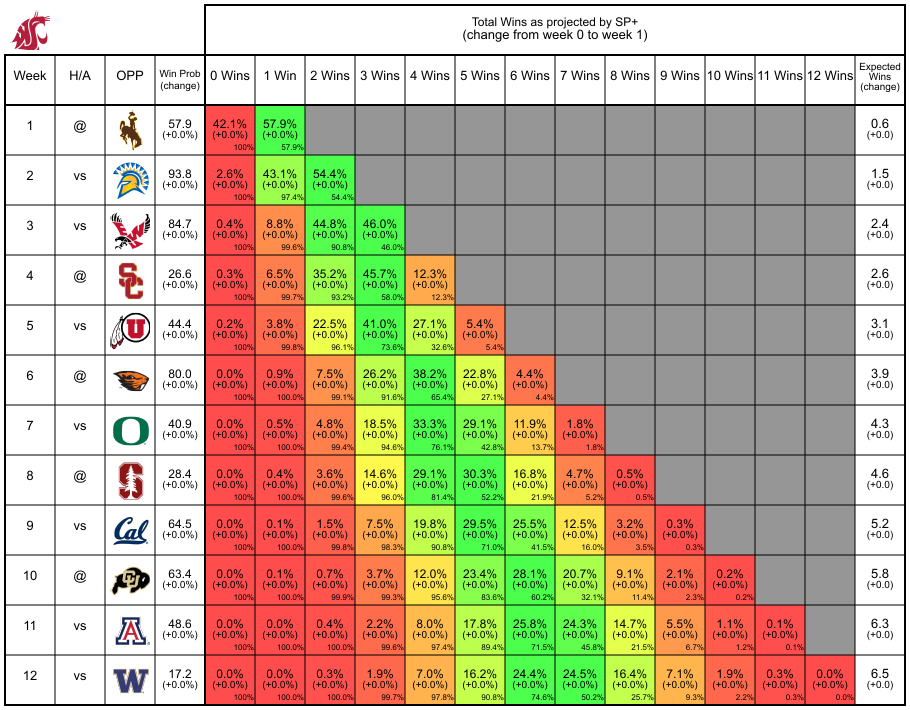 Total Wins as projected by SP+
(change from week 0 to week 1)
Week H/A OPP Win Prob (change) 0 Wins 1 Win 2 Wins 3 Wins 4 Wins 5 Wins 6 Wins 7 Wins 8 Wins 9 Wins 10 Wins 11 Wins 12 Wins Expected Wins (change)
1 @ 57.9 42.1% 57.9% 0.6
(+0.0%) (+0.0%) (+0.0%) (+0.0)
100% 57.9%
2 vs 93.8 2.6% 43.1% 54.4% 1.5
(+0.0%) (+0.0%) (+0.0%) (+0.0%) (+0.0)
100% 97.4% 54.4%
3 vs 84.7 0.4% 8.8% 44.8% 46.0% 2.4
(+0.0%) (+0.0%) (+0.0%) (+0.0%) (+0.0%) (+0.0)
100% 99.6% 90.8% 46.0%
4 @ SC 26.6 0.3% 6.5% 35.2% 45.7% 12.3% 2.6
(+0.0%) (+0.0%) (+0.0%) (+0.0%) (+0.0%) (+0.0%) (+0.0)
100% 99.7% 93.2% 58.0% 12.3%
5 vs U 44.4 0.2% 3.8% 22.5% 41.0% 27.1% 5.4% 3.1
(+0.0%) (+0.0%) (+0.0%) (+0.0%) (+0.0%) (+0.0%) (+0.0%) (+0.0)
100% 99.8% 96.1% 73.6% 32.6% 5.4%
6 @ 80.0 0.0% 0.9% 7.5% 26.2% 38.2% 22.8% 4.4% 3.9
(+0.0%) (+0.0%) (+0.0%) (+0.0%) (+0.0%) (+0.0%) (+0.0%) (+0.0%) (+0.0)
100% 100.0% 99.1% 91.6% 65.4% 27.1% 4.4%
7 vs O 40.9 0.0% 0.5% 4.8% 18.5% 33.3% 29.1% 11.9% 1.8% 4.3
(+0.0%) (+0.0%) (+0.0%) (+0.0%) (+0.0%) (+0.0%) (+0.0%) (+0.0%) (+0.0%) (+0.0)
100% 100.0% 99.4% 94.6% 76.1% 42.8% 13.7% 1.8%
8 @ S 28.4 0.0% 0.4% 3.6% 14.6% 29.1% 30.3% 16.8% 4.7% 0.5% 4.6
(+0.0%) (+0.0%) (+0.0%) (+0.0%) (+0.0%) (+0.0%) (+0.0%) (+0.0%) (+0.0%) (+0.0%) (+0.0)
100% 100.0% 99.6% 96.0% 81.4% 52.2% 21.9% 5.2% 0.5%
9 vs Cal 64.5 0.0% 0.1% 1.5% 7.5% 19.8% 29.5% 25.5% 12.5% 3.2% 0.3% 5.2
(+0.0%) (+0.0%) (+0.0%) (+0.0%) (+0.0%) (+0.0%) (+0.0%) (+0.0%) (+0.0%) (+0.0%) (+0.0%) (+0.0)
100% 100.0% 99.8% 98.3% 90.8% 71.0% 41.5% 16.0% 3.5% 0.3%
10 @ CU 63.4 0.0% 0.1% 0.7% 3.7% 12.0% 23.4% 28.1% 20.7% 9.1% 2.1% 0.2% 5.8
(+0.0%) (+0.0%) (+0.0%) (+0.0%) (+0.0%) (+0.0%) (+0.0%) (+0.0%) (+0.0%) (+0.0%) (+0.0%) (+0.0%) (+0.0)
100% 100.0% 99.9% 99.3% 95.6% 83.6% 60.2% 32.1% 11.4% 2.3% 0.2%
11 vs A 48.6 0.0% 0.0% 0.4% 2.2% 8.0% 17.8% 25.8% 24.3% 14.7% 5.5% 1.1% 0.1% 6.3
(+0.0%) (+0.0%) (+0.0%) (+0.0%) (+0.0%) (+0.0%) (+0.0%) (+0.0%) (+0.0%) (+0.0%) (+0.0%) (+0.0%) (+0.0%) (+0.0)
100% 100.0% 100.0% 99.6% 97.4% 89.4% 71.5% 45.8% 21.5% 6.7% 1.2% 0.1%
12 vs W 17.2 0.0% 0.0% 0.3% 1.9% 7.0% 16.2% 24.4% 24.5% 16.4% 7.1% 1.9% 0.3% 0.0% 6.5
(+0.0%) (+0.0%) (+0.0%) (+0.0%) (+0.0%) (+0.0%) (+0.0%) (+0.0%) (+0.0%) (+0.0%) (+0.0%) (+0.0%) (+0.0%) (+0.0%) (+0.0)
100% 100.0% 100.0% 99.7% 97.8% 90.8% 74.6% 50.2% 25.7% 9.3% 2.2% 0.3% 0.0%